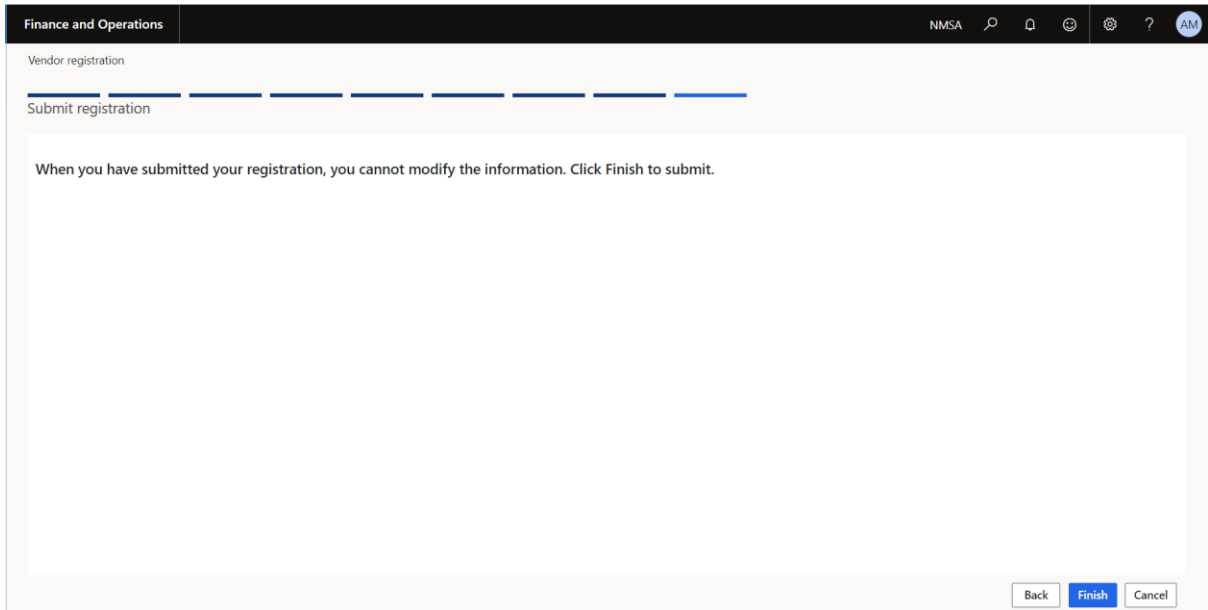 Finance and Operations
NMSA
?
AM
Vendor registration
Submit registration
When you have submitted your registration, you cannot modify the information. Click Finish to submit.
Back
Finish
Cancel